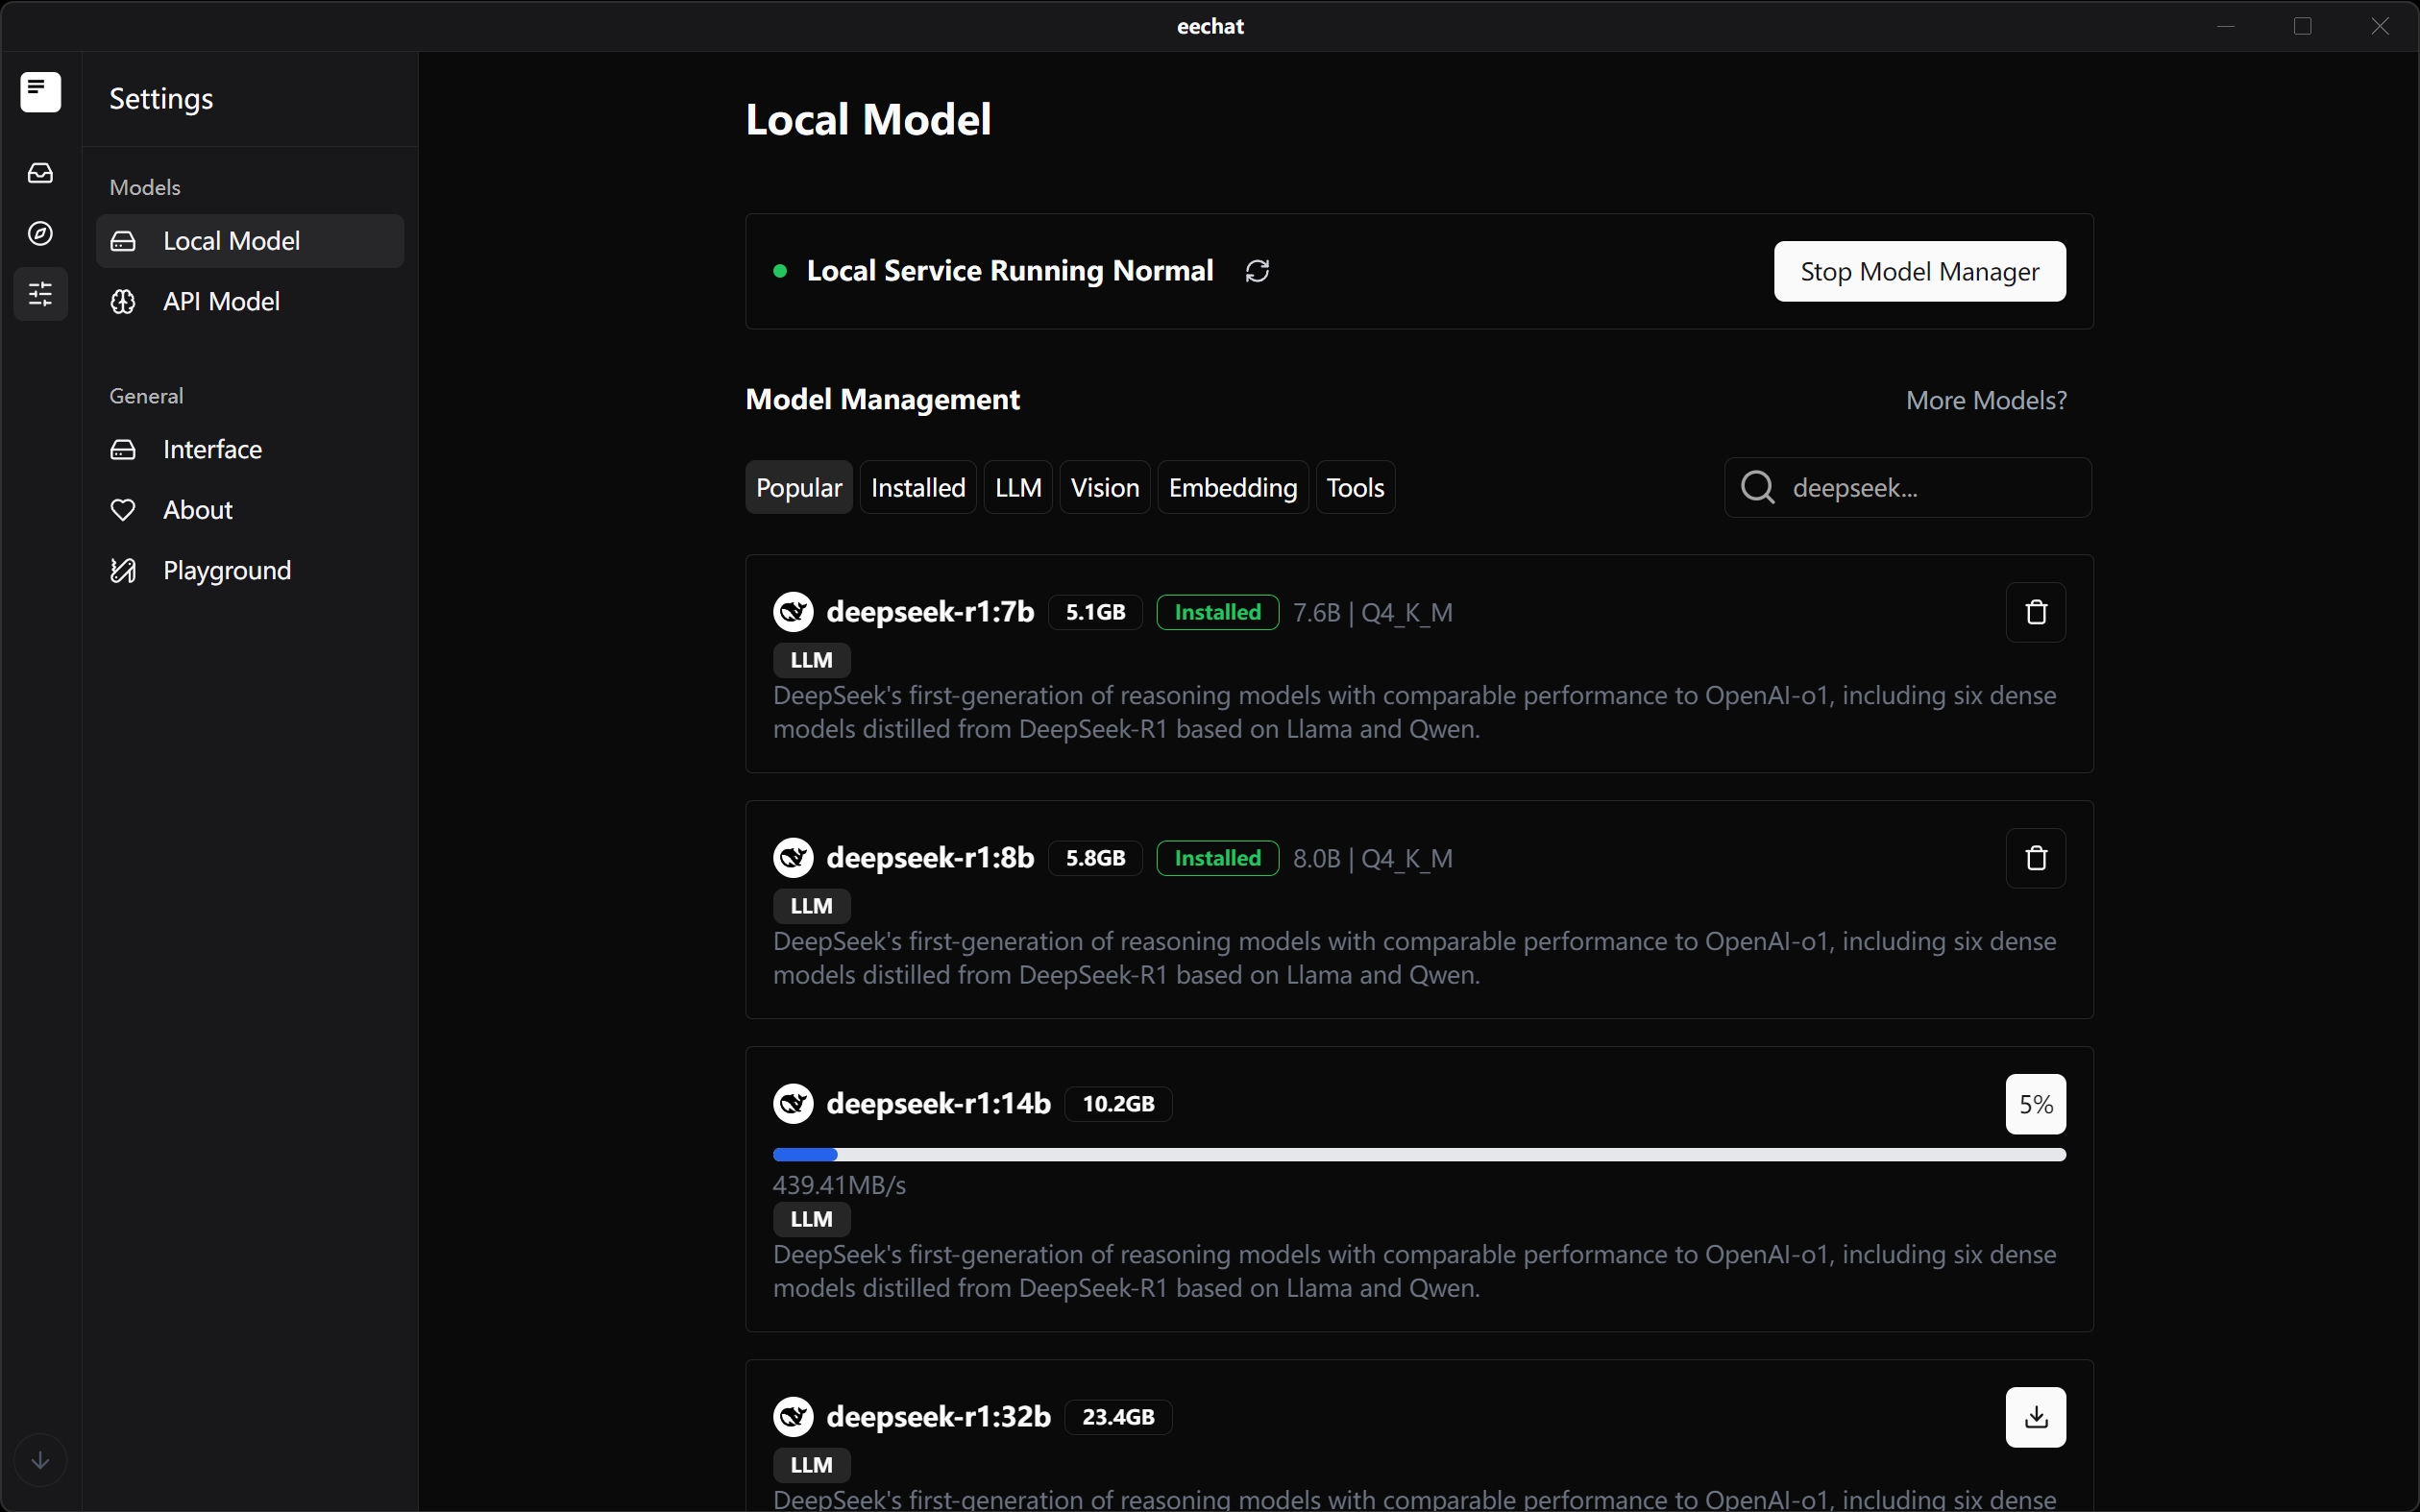 eechat
Settings
Models
Local Model
API Model
General
Interface
About
Playground
Local Model
Local Service Running Normal
Stop Model Manager
Model Management
More Models?
Popular Installed LLM Vision Embedding Tools
deepseek...
deepseek-r1:7b 5.1GB Installed 7.6B | Q4_K_M
LLM
DeepSeek's first-generation of reasoning models with comparable performance to OpenAI-o1, including six dense
models distilled from DeepSeek-R1 based on Llama and Qwen.
deepseek-r1:8b 5.8GB Installed 8.0B | Q4_K_M
LLM
DeepSeek's first-generation of reasoning models with comparable performance to OpenAI-o1, including six dense
models distilled from DeepSeek-R1 based on Llama and Qwen.
deepseek-r1:14b 10.2GB
5%
439.41MB/s
LLM
DeepSeek's first-generation of reasoning models with comparable performance to OpenAI-o1, including six dense
models distilled from DeepSeek-R1 based on Llama and Qwen.
deepseek-r1:32b 23.4GB
LLM
DeepSeek's first-generation of reasoning models with comparable performance to OpenAI-o1, including six dense